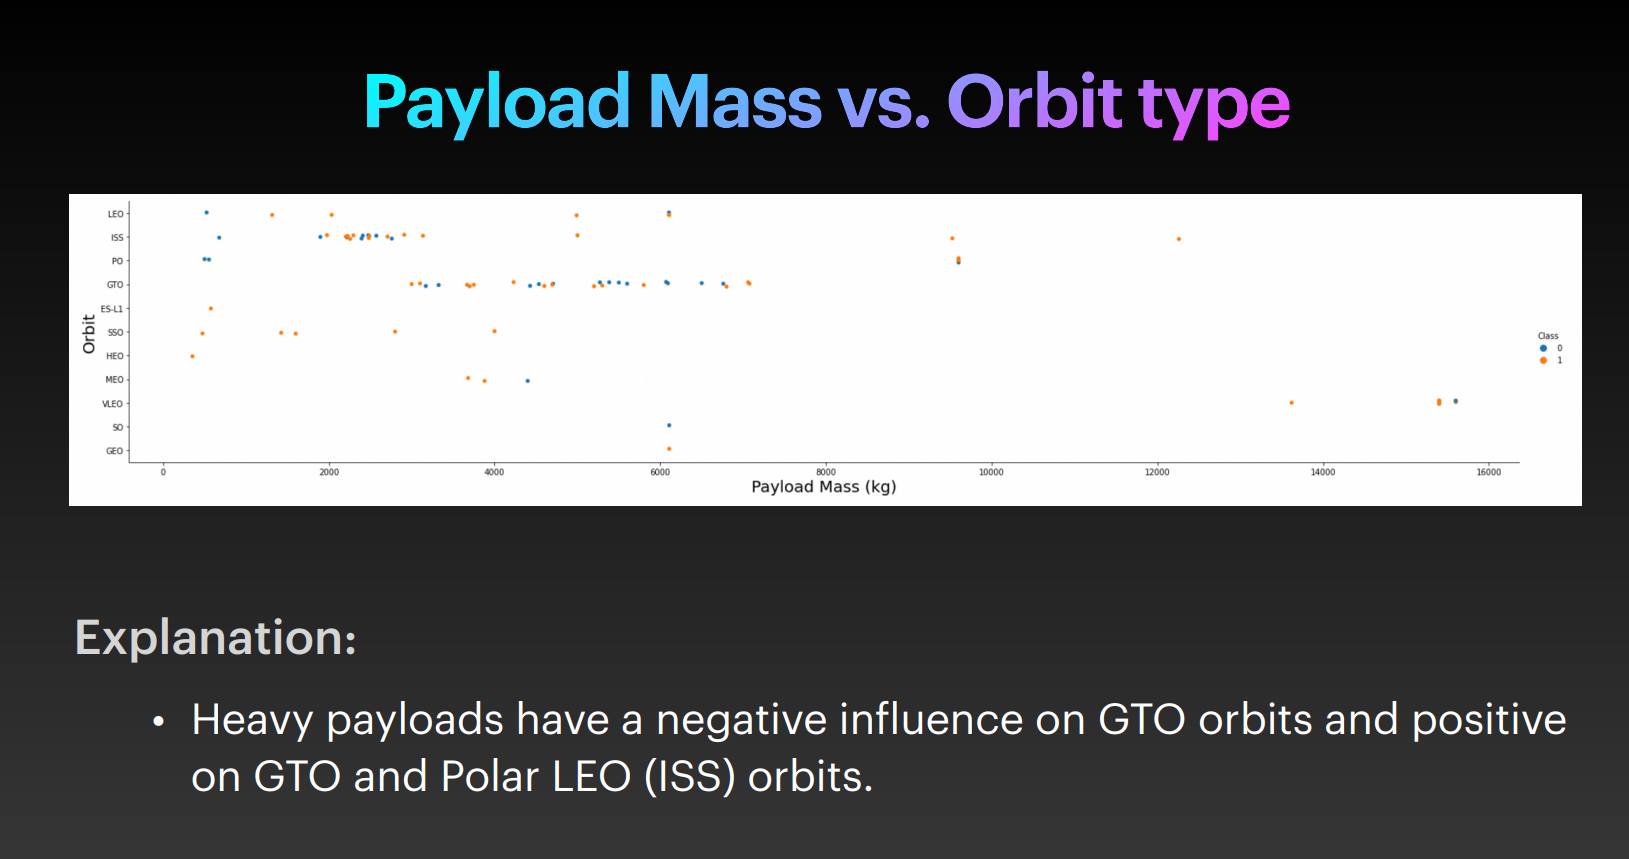 Payload Mass vs. Orbit type
LEO
ISS
PO
GTO
ES-L1
SSO
HEO
MEO
VLEO
SO
GEO
Orbit
0 2000 4000 6000 8000 10000 12000 14000 16000
Payload Mass (kg)
Class
0
1
Explanation:
• Heavy payloads have a negative influence on GTO orbits and positive
on GTO and Polar LEO (ISS) orbits.